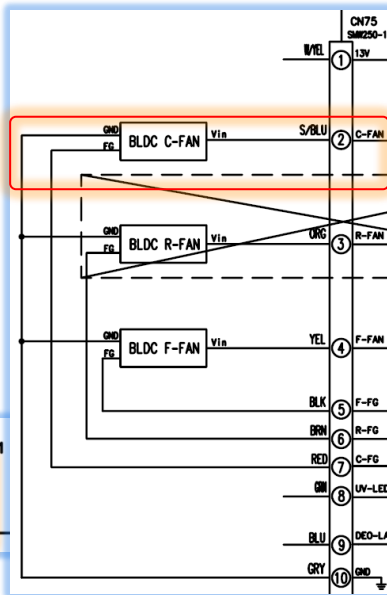 CN75
SMW250-1
W/YEL 1 13V
GND
FG
BLDC C-FAN
Vin
S/BLU 2 C-FAN
GND
FG
BLDC R-FAN
Vin
ORG 3 R-FAN
GND
FG
BLDC F-FAN
Vin
YEL 4 F-FAN
BLK 5 F-FG
BRN 6 R-FG
RED 7 C-FG
8 UV-LED
BLU 9 DEO-LA
GRY 10 GND